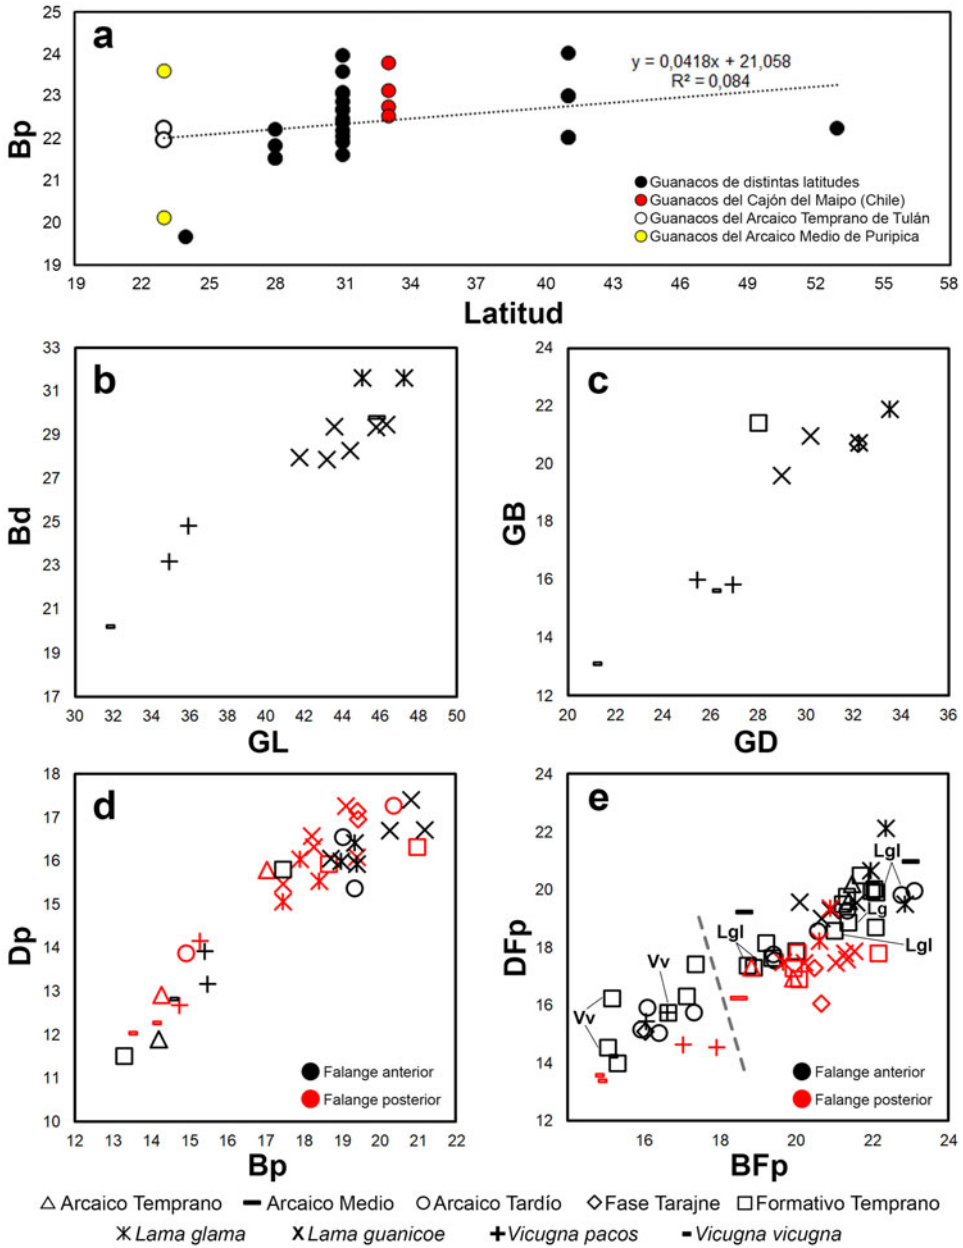 a
Bp
25
24
23
22
21
20
19
y = 0,0418x + 21,058
R² = 0,084
Guanacos de distintas latitudes
Guanacos del Cajón del Maipo (Chile)
Guanacos del Arcaico Temprano de Tulán
Guanacos del Arcaico Medio de Puripica
19 22 25 28 31 34 37 40 43 46 49 52 55 58
Latitud
b
Bd
33
31
29
27
25
23
21
19
17
30 32 34 36 38 40 42 44 46 48 50
GL
c
GB
24
22
20
18
16
14
12
20 22 24 26 28 30 32 34 36
GD
d
Dp
18
17
16
15
14
13
12
11
10
Falange anterior
Falange posterior
12 13 14 15 16 17 18 19 20 21 22
Bp
e
DFp
24
22
20
18
16
14
12
Lgl
Lg
Lgl
Lgl
Vv
Vv
Falange anterior
Falange posterior
16 18 20 22 24
BFp
Arcaico Temprano Arcaico Medio Arcaico Tardío Fase Tarajne Formativo Temprano
Lama glama Lama guanicoe Vicugna pacos Vicugna vicugna